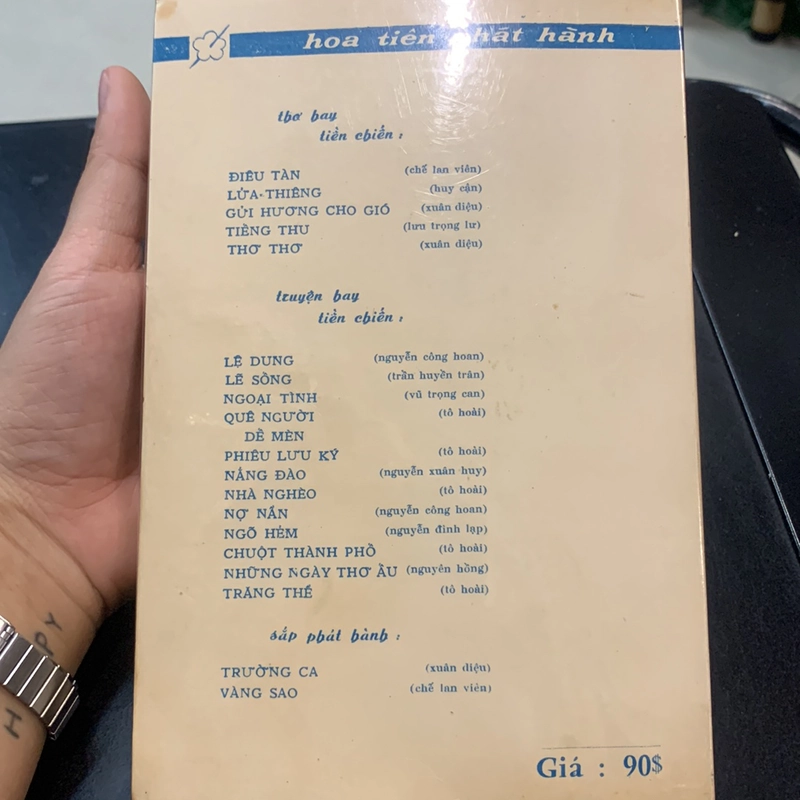 hoa tiên phát hành
thơ hay
tiền chiến :
ĐIÊU TÀN (chế lan viên)
LỬA-THIÊNG (huy cận)
GỬI HƯƠNG CHO GIÓ (xuân diệu)
TIẾNG THU (lưu trọng lư)
THƠ THƠ (xuân diệu)
truyện hay
tiền chiến :
LỆ DUNG (nguyễn công hoan)
LẼ SỐNG (trần huyền trân)
NGOẠI TÌNH (vũ trọng can)
QUÊ NGƯỜI (tô hoài)
DẾ MÈN
PHIÊU LƯU KÝ (tô hoài)
NẮNG ĐÀO (nguyễn xuân huy)
NHÀ NGHÈO (tô hoài)
NỢ NẦN (nguyễn công hoan)
NGÕ HẺM (nguyễn đình lạp)
CHUỘT THÀNH PHỐ (tô hoài)
NHỮNG NGÀY THƠ ẤU (nguyên hồng)
TRĂNG THỀ (tô hoài)
sắp phát hành :
TRƯỜNG CA (xuân diệu)
VÀNG SAO (chế lan viên)
Giá : 90$
PY
H